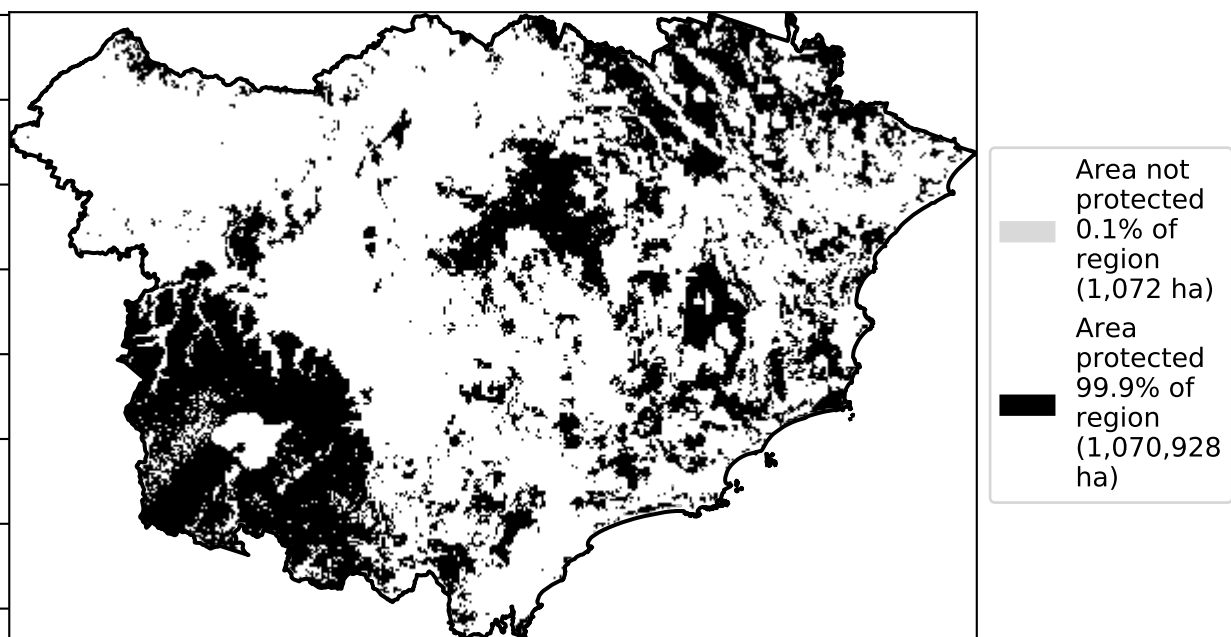 Area not
protected
0.1% of
region
(1,072 ha)
Area
protected
99.9% of
region
(1,070,928
ha)